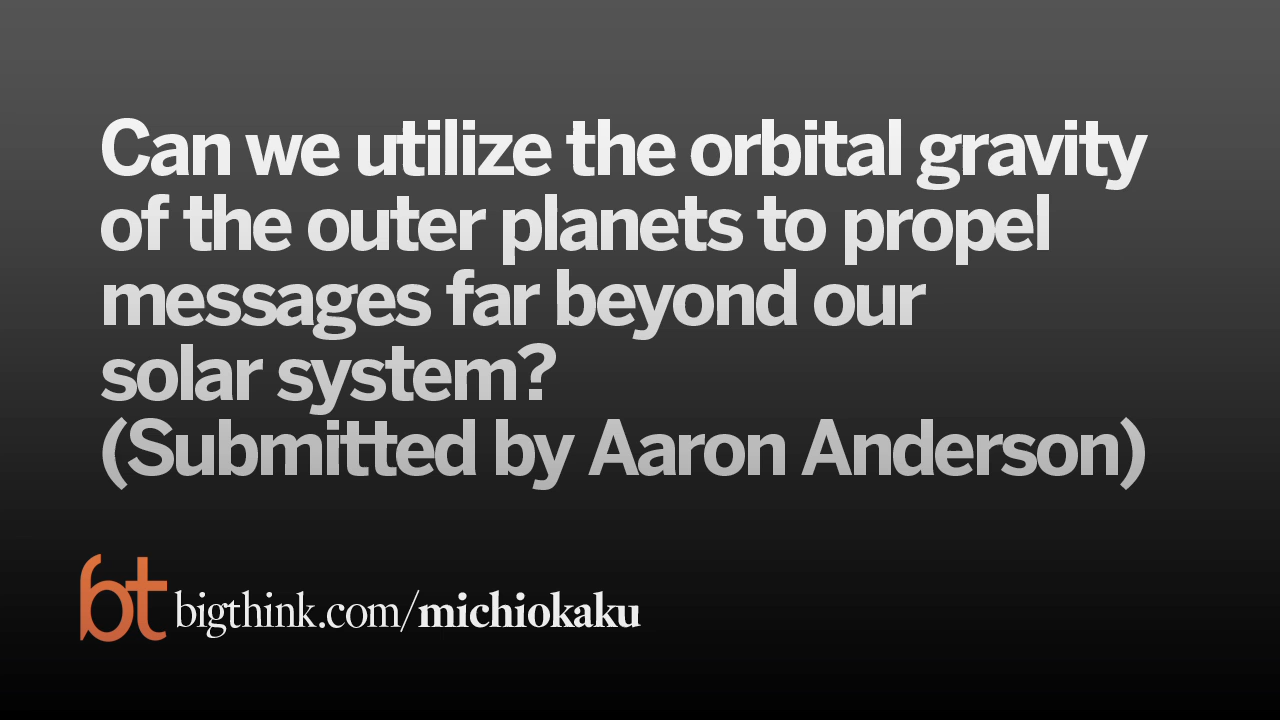 Can we utilize the orbital gravity
of the outer planets to propel
messages far beyond our
solar system?
(Submitted by Aaron Anderson)
bt bigthink.com/michiokaku